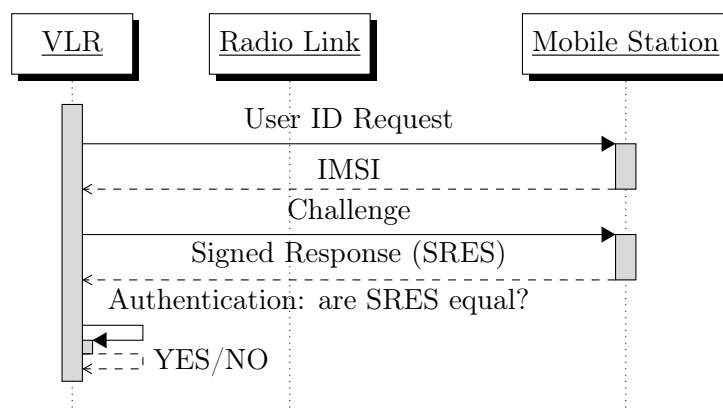 VLR Radio Link Mobile Station
User ID Request
IMSI
Challenge
Signed Response (SRES)
Authentication: are SRES equal?
YES/NO